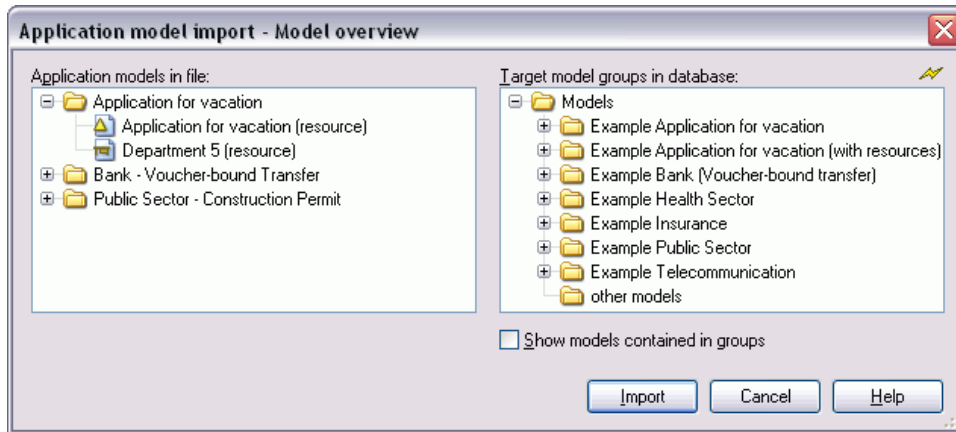 Application model import - Model overview
Application models in file:
Application for vacation
Application for vacation (resource)
Department 5 (resource)
Bank - Voucher-bound Transfer
Public Sector - Construction Permit
Target model groups in database:
Models
Example Application for vacation
Example Application for vacation (with resources)
Example Bank (Voucher-bound transfer)
Example Health Sector
Example Insurance
Example Public Sector
Example Telecommunication
other models
Show models contained in groups
Import Cancel Help